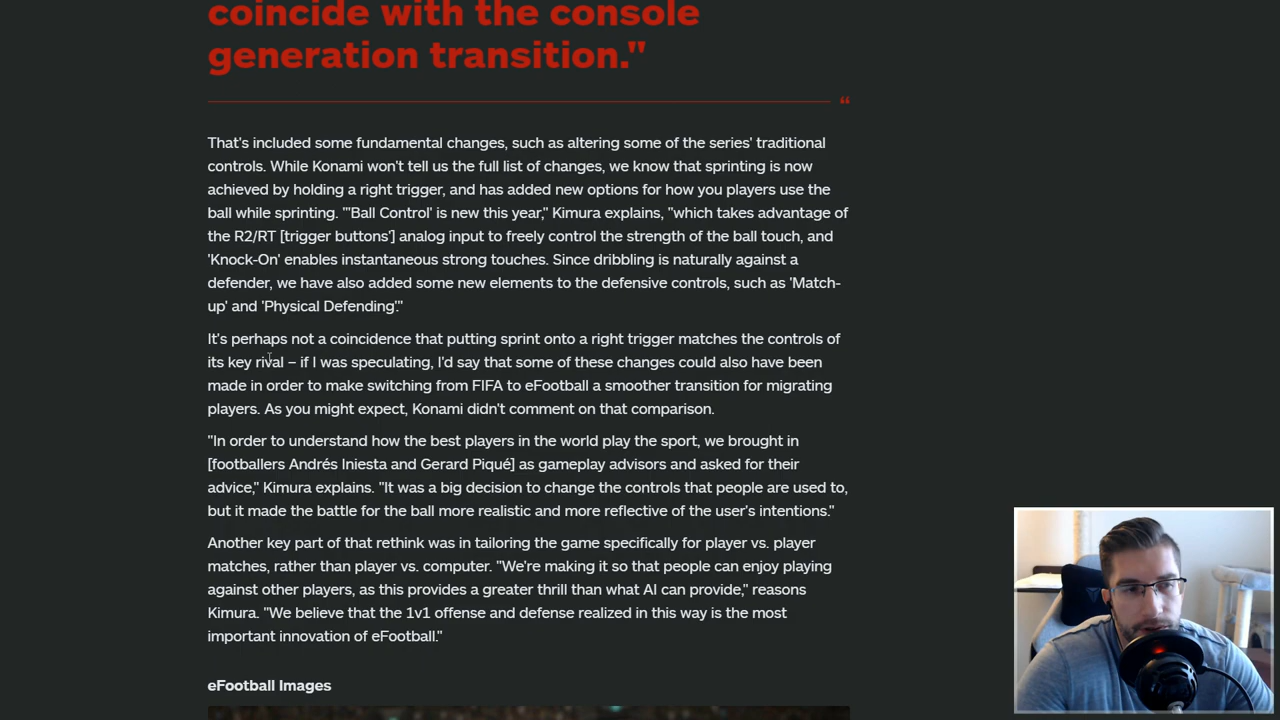 coincide with the console
generation transition."
“
That's included some fundamental changes, such as altering some of the series' traditional
controls. While Konami won't tell us the full list of changes, we know that sprinting is now
achieved by holding a right trigger, and has added new options for how you players use the
ball while sprinting. "'Ball Control' is new this year," Kimura explains, "which takes advantage of
the R2/RT [trigger buttons'] analog input to freely control the strength of the ball touch, and
'Knock-On' enables instantaneous strong touches. Since dribbling is naturally against a
defender, we have also added some new elements to the defensive controls, such as 'Match-
up' and 'Physical Defending'."
It's perhaps not a coincidence that putting sprint onto a right trigger matches the controls of
its key rival – if I was speculating, I'd say that some of these changes could also have been
made in order to make switching from FIFA to eFootball a smoother transition for migrating
players. As you might expect, Konami didn't comment on that comparison.
"In order to understand how the best players in the world play the sport, we brought in
[footballers Andrés Iniesta and Gerard Piqué] as gameplay advisors and asked for their
advice," Kimura explains. "It was a big decision to change the controls that people are used to,
but it made the battle for the ball more realistic and more reflective of the user's intentions."
Another key part of that rethink was in tailoring the game specifically for player vs. player
matches, rather than player vs. computer. "We're making it so that people can enjoy playing
against other players, as this provides a greater thrill than what AI can provide," reasons
Kimura. "We believe that the 1v1 offense and defense realized in this way is the most
important innovation of eFootball."
eFootball Images